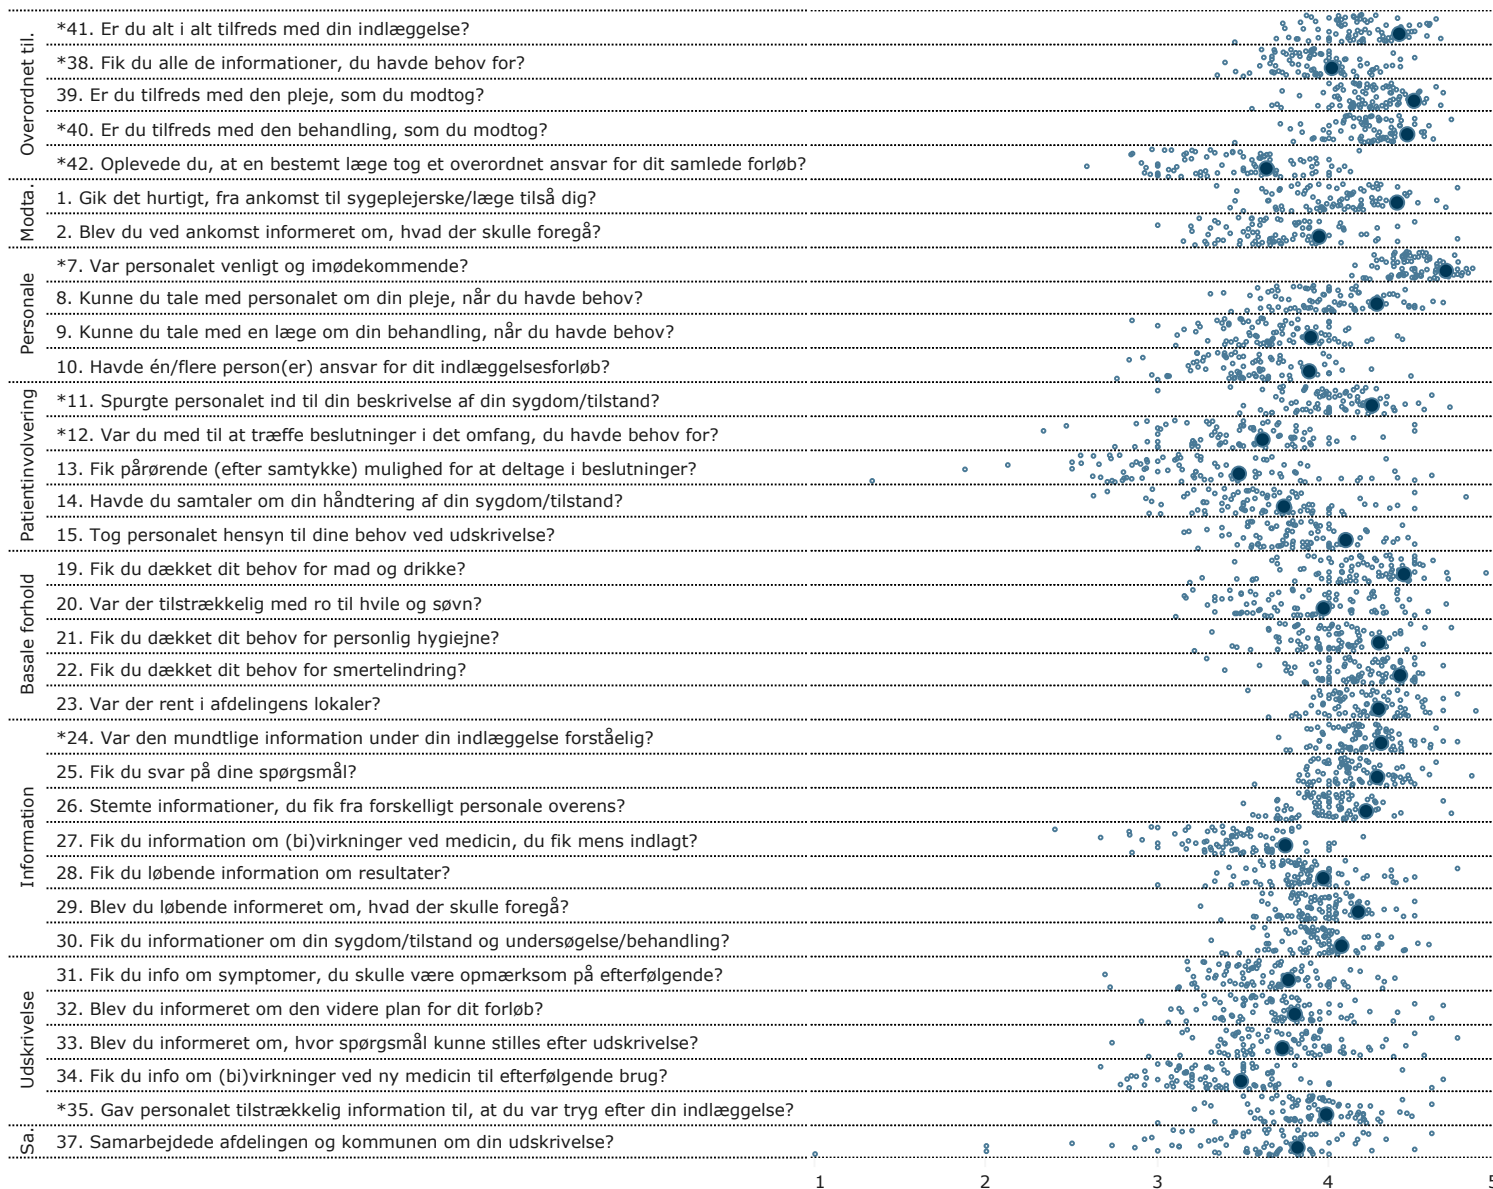 Overordnet til.
*41. Er du alt i alt tilfreds med din indlæggelse?
*38. Fik du alle de informationer, du havde behov for?
39. Er du tilfreds med den pleje, som du modtog?
*40. Er du tilfreds med den behandling, som du modtog?
*42. Oplevede du, at en bestemt læge tog et overordnet ansvar for dit samlede forløb?
Modta.
1. Gik det hurtigt, fra ankomst til sygeplejerske/læge tilså dig?
2. Blev du ved ankomst informeret om, hvad der skulle foregå?
Personale
*7. Var personalet venligt og imødekommende?
8. Kunne du tale med personalet om din pleje, når du havde behov?
9. Kunne du tale med en læge om din behandling, når du havde behov?
10. Havde én/flere person(er) ansvar for dit indlæggelsesforløb?
Patientinvolvering
*11. Spurgte personalet ind til din beskrivelse af din sygdom/tilstand?
*12. Var du med til at træffe beslutninger i det omfang, du havde behov for?
13. Fik pårørende (efter samtykke) mulighed for at deltage i beslutninger?
14. Havde du samtaler om din håndtering af din sygdom/tilstand?
15. Tog personalet hensyn til dine behov ved udskrivelse?
Basale forhold
19. Fik du dækket dit behov for mad og drikke?
20. Var der tilstrækkelig med ro til hvile og søvn?
21. Fik du dækket dit behov for personlig hygiejne?
22. Fik du dækket dit behov for smertelindring?
23. Var der rent i afdelingens lokaler?
Information
*24. Var den mundtlige information under din indlæggelse forståelig?
25. Fik du svar på dine spørgsmål?
26. Stemte informationer, du fik fra forskelligt personale overens?
27. Fik du information om (bi)virkninger ved medicin, du fik mens indlagt?
28. Fik du løbende information om resultater?
29. Blev du løbende informeret om, hvad der skulle foregå?
30. Fik du informationer om din sygdom/tilstand og undersøgelse/behandling?
Udskrivelse
31. Fik du info om symptomer, du skulle være opmærksom på efterfølgende?
32. Blev du informeret om den videre plan for dit forløb?
33. Blev du informeret om, hvor spørgsmål kunne stilles efter udskrivelse?
34. Fik du info om (bi)virkninger ved ny medicin til efterfølgende brug?
*35. Gav personalet tilstrækkelig information til, at du var tryg efter din indlæggelse?
Sa.
37. Samarbejdede afdelingen og kommunen om din udskrivelse?
1 2 3 4 5